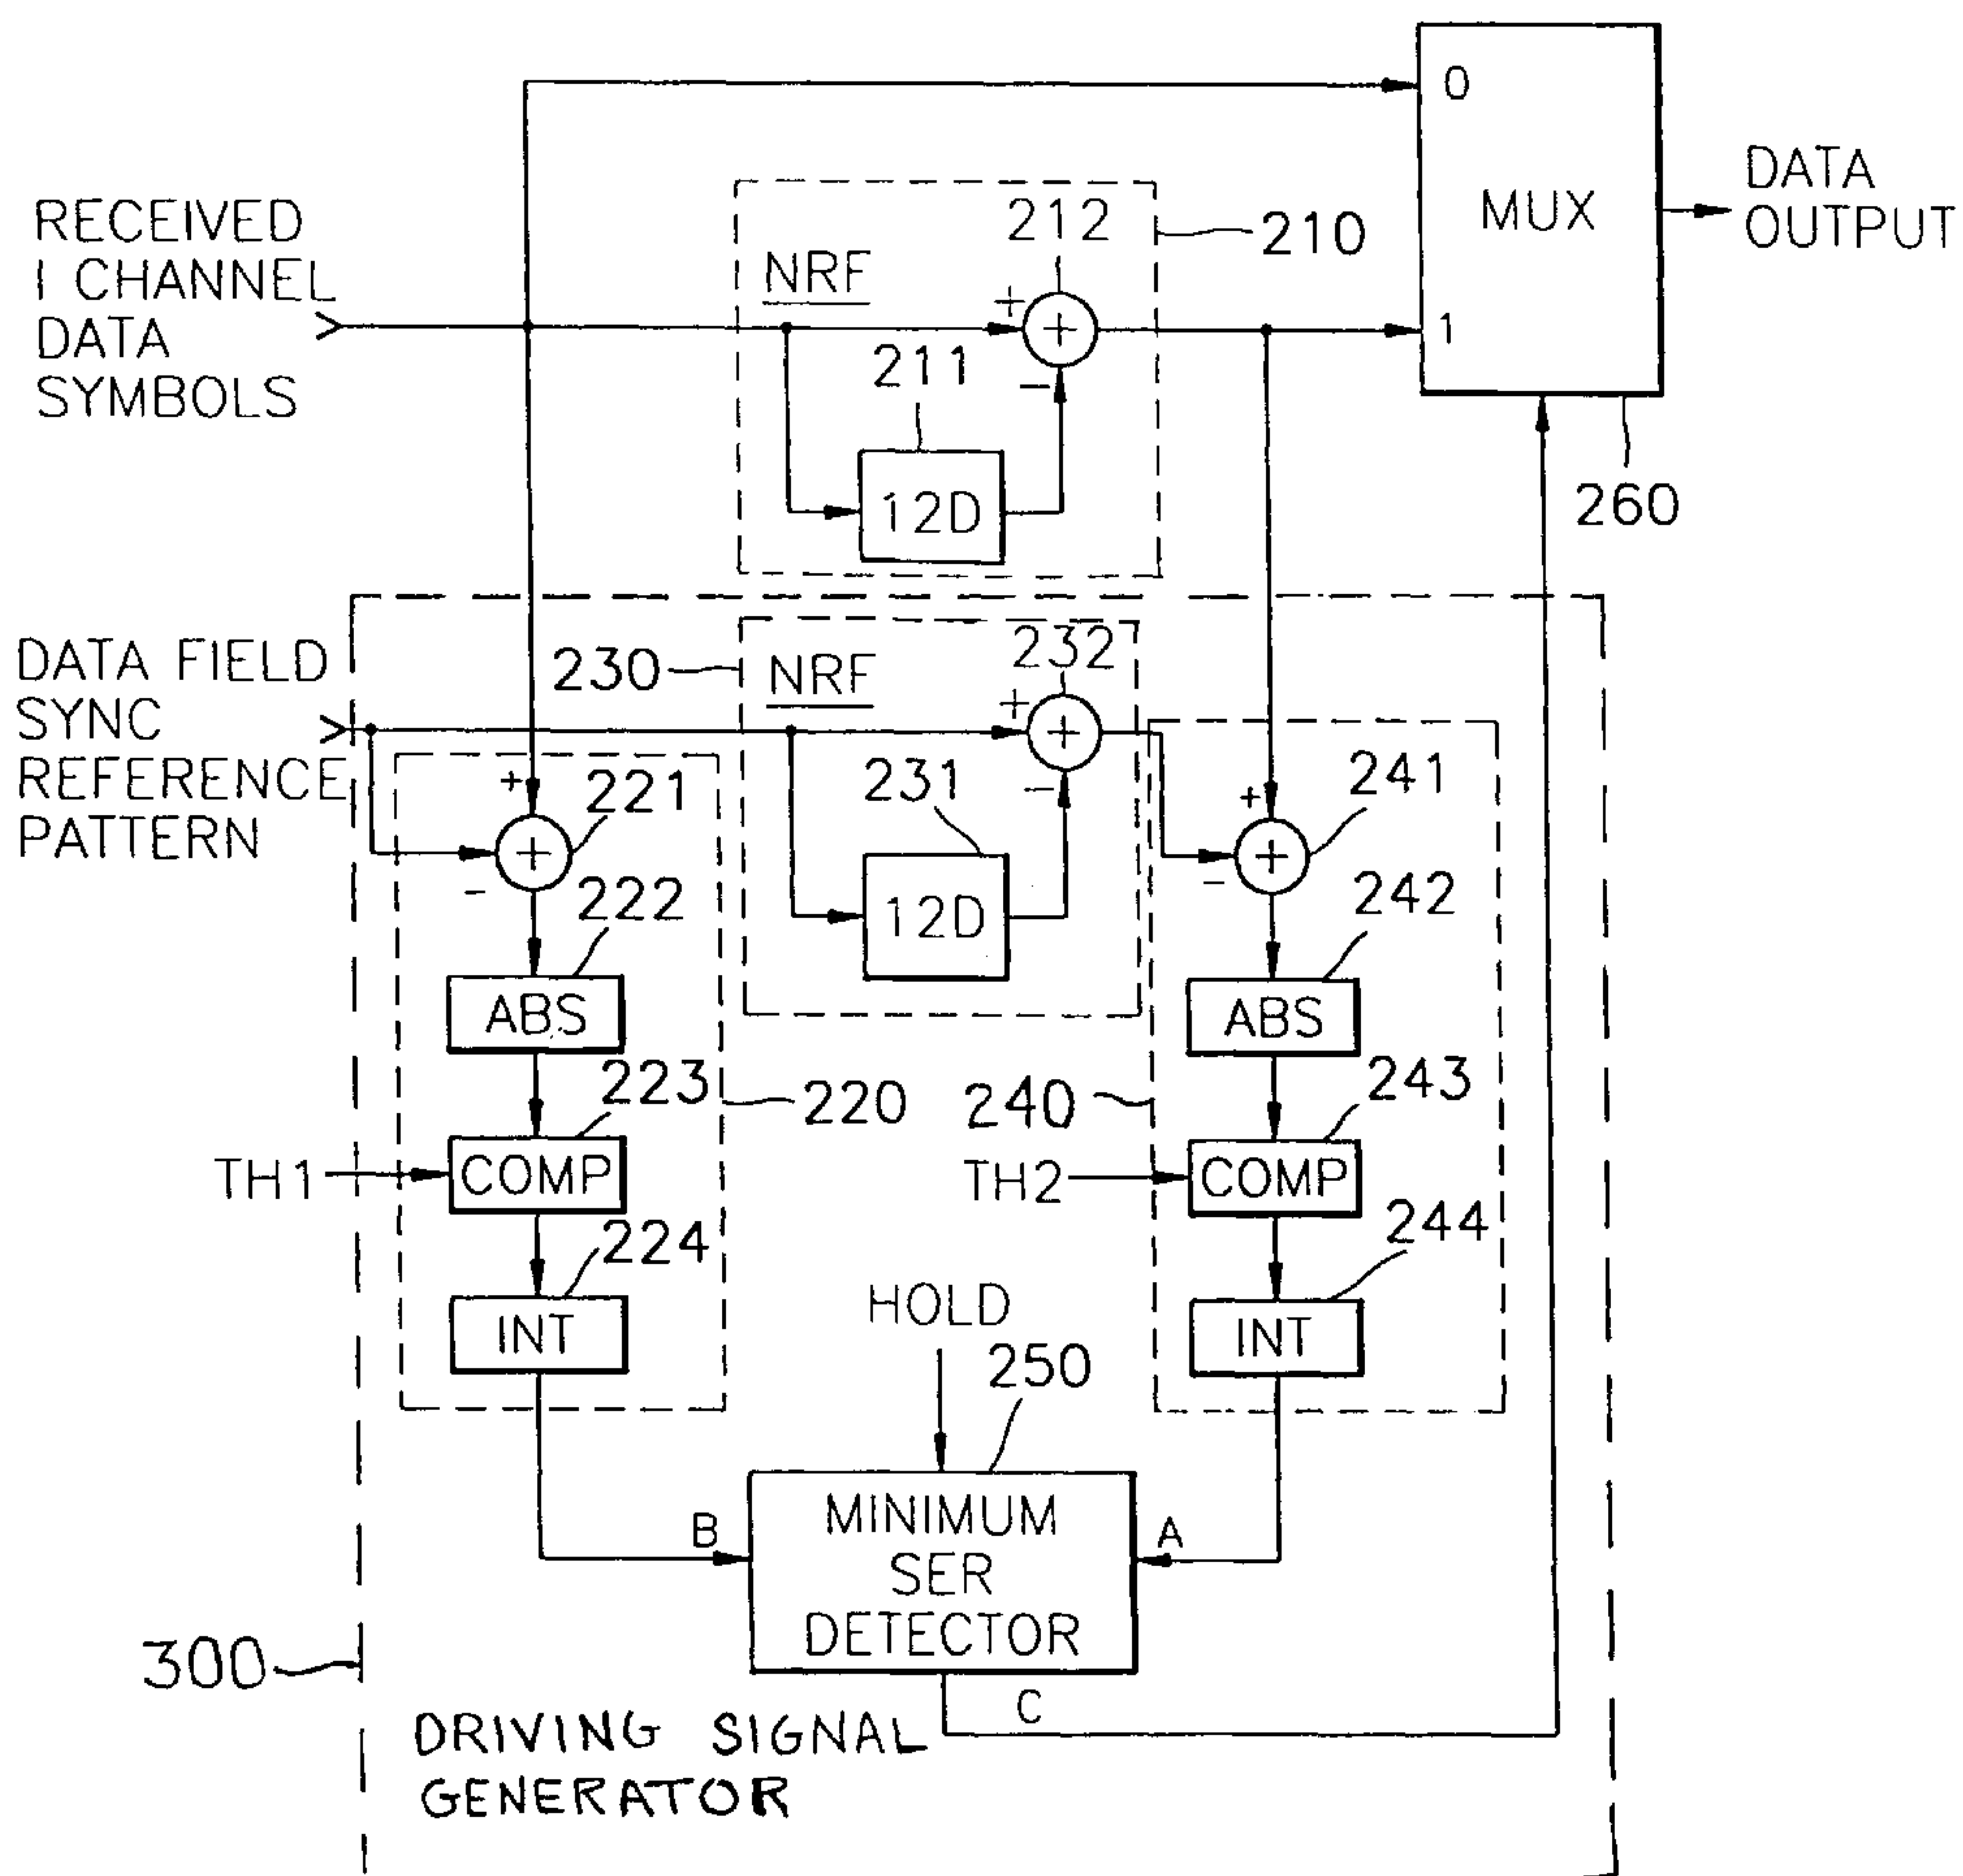 0
MUX
DATA
OUTPUT
RECEIVED
I CHANNEL
DATA
SYMBOLS
212
210
NRF
+
+
1
211
-
12D
260
DATA FIELD
SYNC
REFERENCE
PATTERN
230
NRF
232
+
+
231
-
12D
+
221
+
-
241
+
+
-
222
ABS
242
ABS
223
220
240
243
TH1
COMP
TH2
COMP
224
INT
244
INT
HOLD
250
B
MINIMUM
SER
DETECTOR
A
300
C
DRIVING SIGNAL
GENERATOR